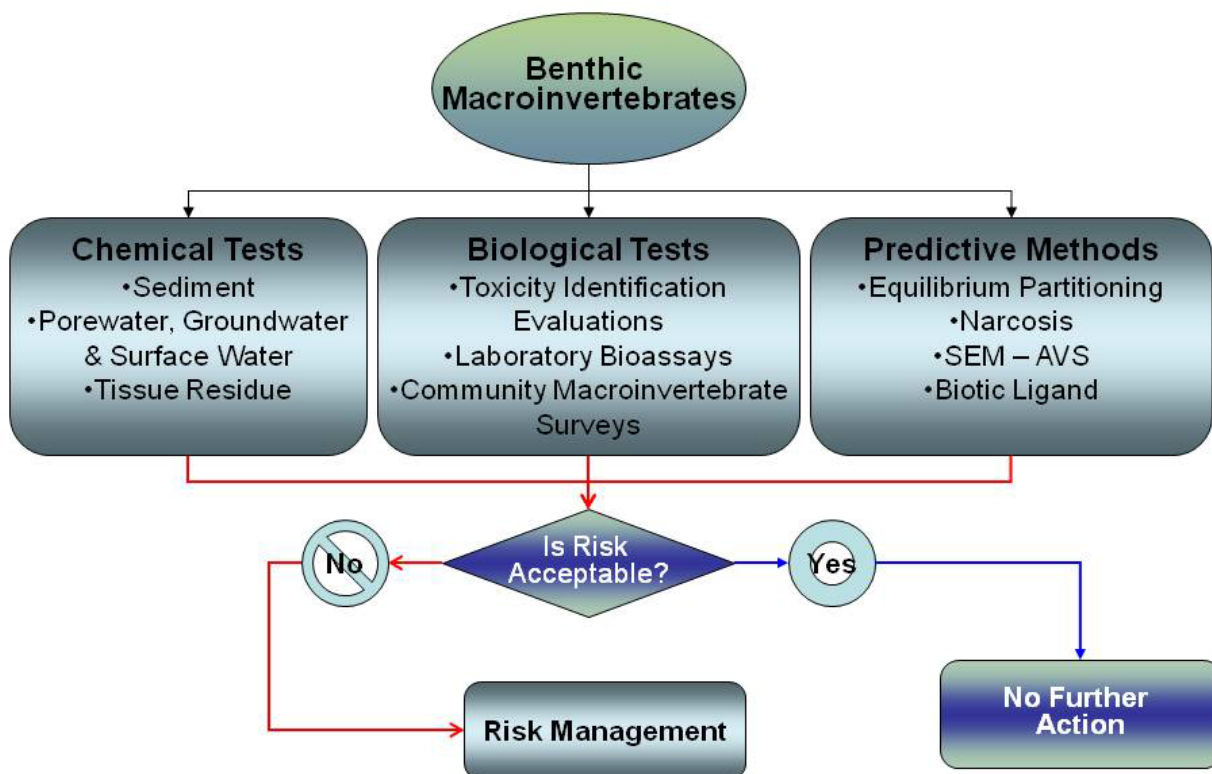 Benthic
Macroinvertebrates
Chemical Tests
•Sediment
•Porewater, Groundwater
& Surface Water
•Tissue Residue
Biological Tests
•Toxicity Identification
Evaluations
•Laboratory Bioassays
•Community Macroinvertebrate
Surveys
Predictive Methods
•Equilibrium Partitioning
•Narcosis
•SEM – AVS
•Biotic Ligand
No
Is Risk
Acceptable?
Yes
Risk Management
No Further
Action